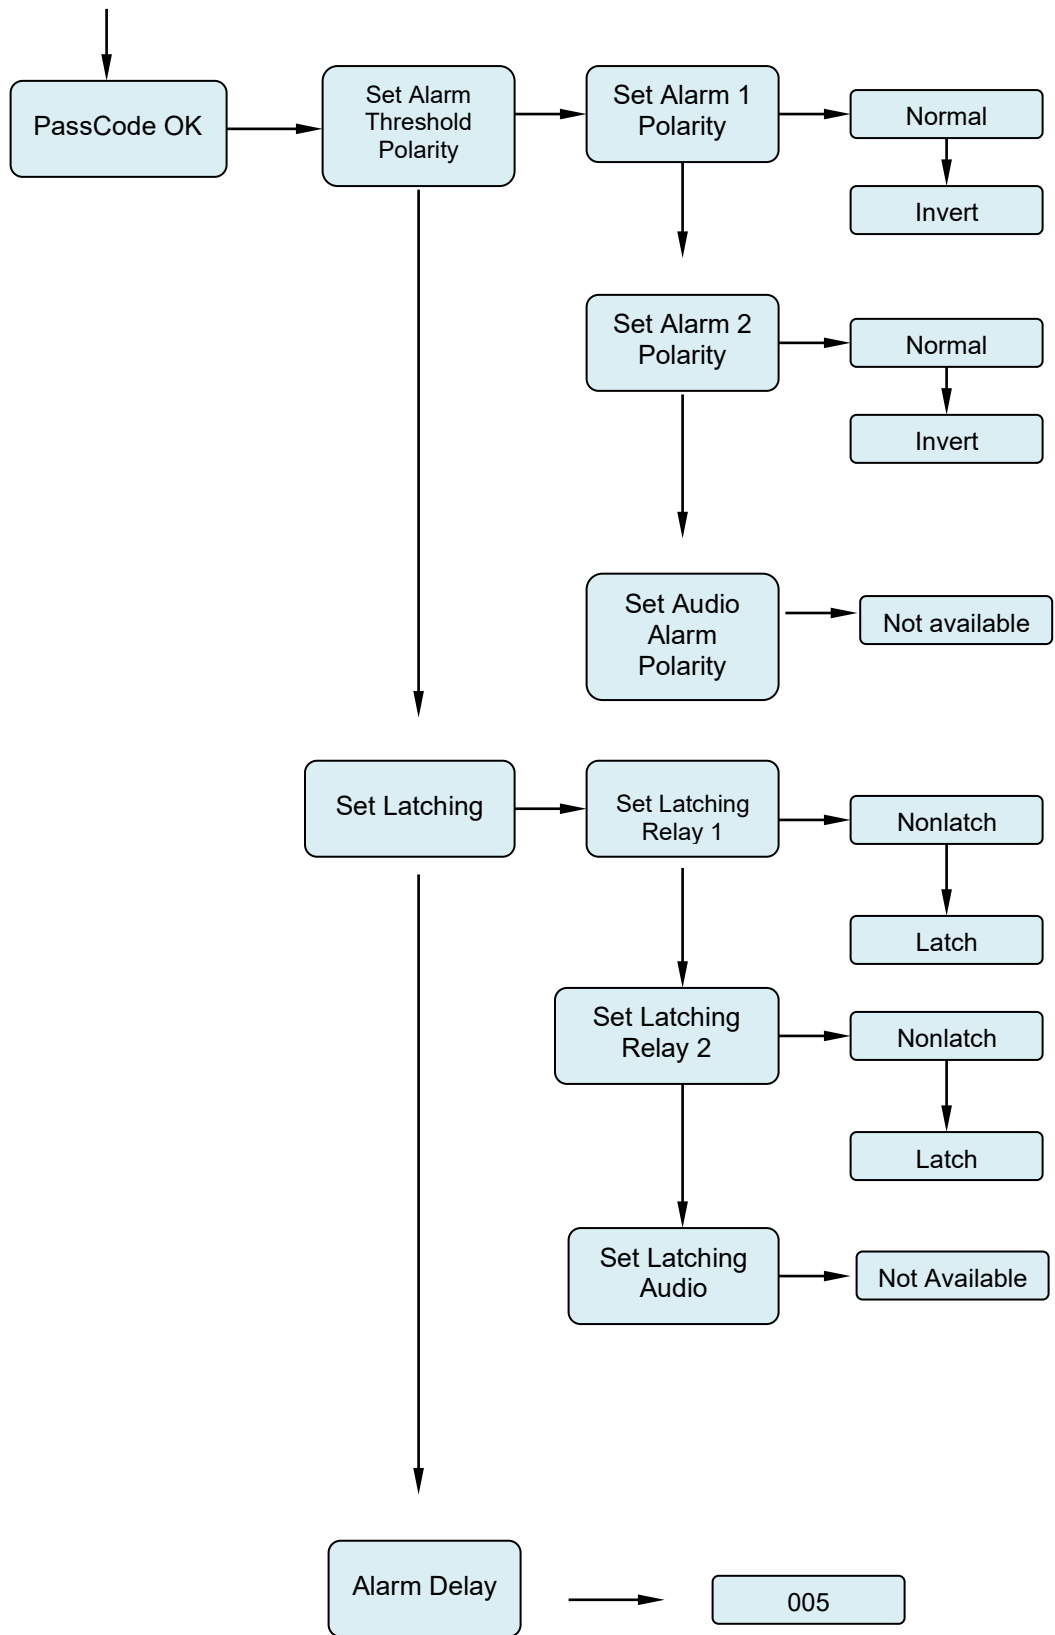 PassCode OK
Set Alarm
Threshold
Polarity
Set Alarm 1
Polarity
Normal
Invert
Set Alarm 2
Polarity
Normal
Invert
Set Audio
Alarm
Polarity
Not available
Set Latching
Set Latching
Relay 1
Nonlatch
Latch
Set Latching
Relay 2
Nonlatch
Latch
Set Latching
Audio
Not Available
Alarm Delay
005